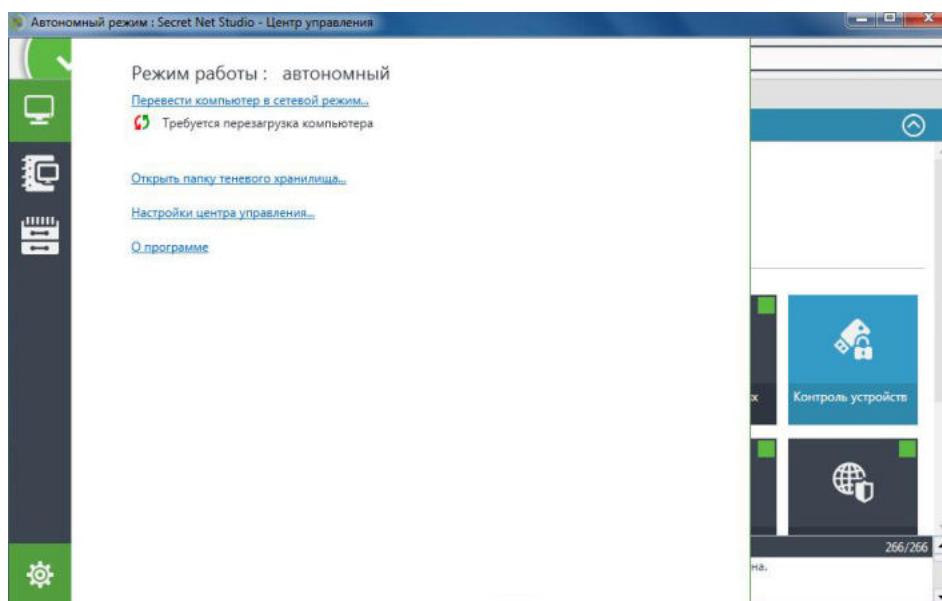 Автономный режим : Secret Net Studio - Центр управления
Режим работы : автономный
Перевести компьютер в сетевой режим...
Требуется перезагрузка компьютера
Открыть папку теневого хранилища...
Настройки центра управления...
О программе
х
Контроль устройств
266/266
на.